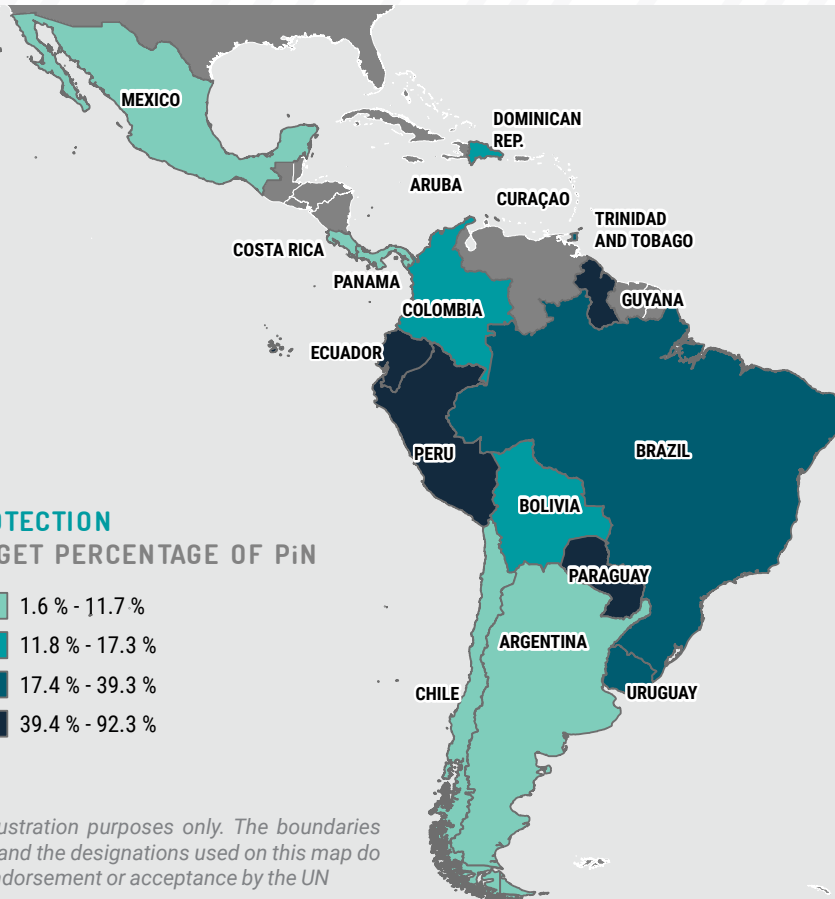 MEXICO
DOMINICAN
REP.
ARUBA
CURAÇAO
TRINIDAD
AND TOBAGO
COSTA RICA
PANAMA
GUYANA
COLOMBIA
ECUADOR
PERU
BRAZIL
BOLIVIA
OTECTION
GET PERCENTAGE OF PiN
PARAGUAY
1.6 % - 11.7 %
11.8 % - 17.3 %
ARGENTINA
17.4 % - 39.3 %
CHILE
URUGUAY
39.4 % - 92.3 %
ustration purposes only. The boundaries
and the designations used on this map do
ndorsement or acceptance by the UN